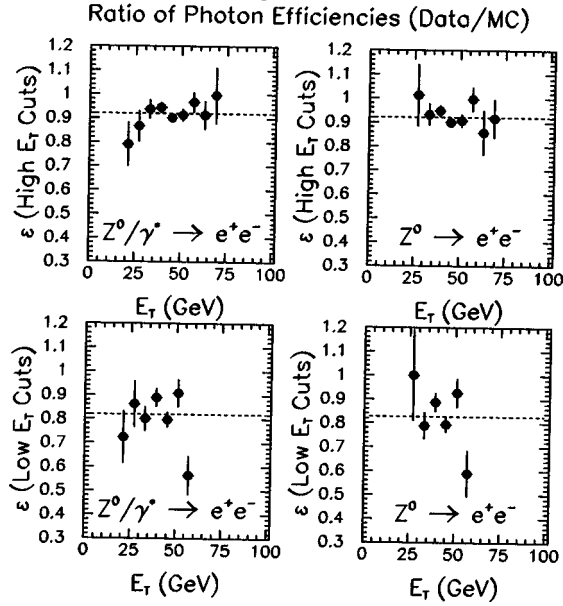 Ratio of Photon Efficiencies (Data/MC)
ε (High E_T Cuts)
1.2
1.1
1
0.9
0.8
0.7
0.6
0.5
0.4
0.3
Z⁰/γ* → e⁺e⁻
0 25 50 75 100
E_T (GeV)
ε (High E_T Cuts)
1.2
1.1
1
0.9
0.8
0.7
0.6
0.5
0.4
0.3
Z⁰ → e⁺e⁻
0 25 50 75 100
E_T (GeV)
ε (Low E_T Cuts)
1.2
1.1
1
0.9
0.8
0.7
0.6
0.5
0.4
0.3
Z⁰/γ* → e⁺e⁻
0 25 50 75 100
E_T (GeV)
ε (Low E_T Cuts)
1.2
1.1
1
0.9
0.8
0.7
0.6
0.5
0.4
0.3
Z⁰ → e⁺e⁻
0 25 50 75 100
E_T (GeV)